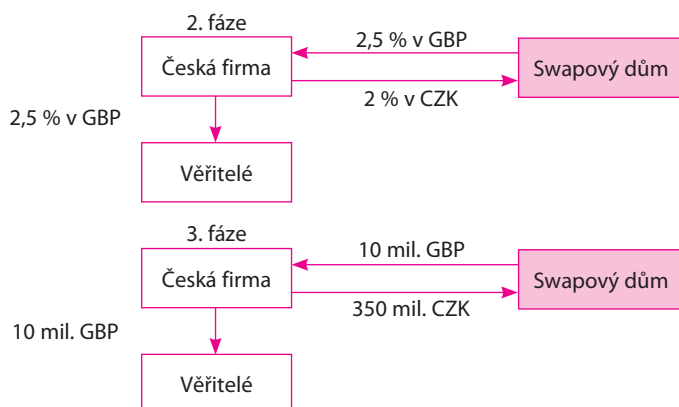 2. fáze
2,5 % v GBP
Česká firma
Swapový dům
2 % v CZK
2,5 % v GBP
Věřitelé
3. fáze
10 mil. GBP
Česká firma
Swapový dům
350 mil. CZK
10 mil. GBP
Věřitelé